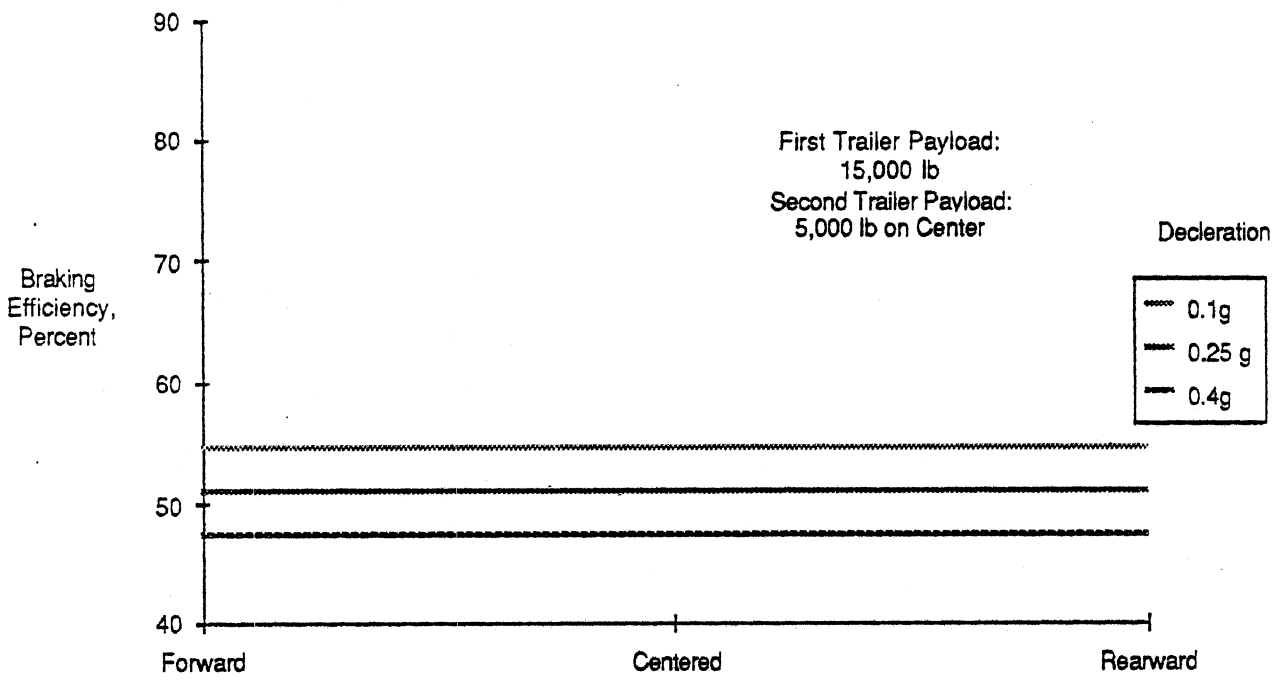 90
80
70
60
50
40
Braking
Efficiency,
Percent
First Trailer Payload:
15,000 lb
Second Trailer Payload:
5,000 lb on Center
Decleration
0.1g
0.25 g
0.4g
Forward
Centered
Rearward